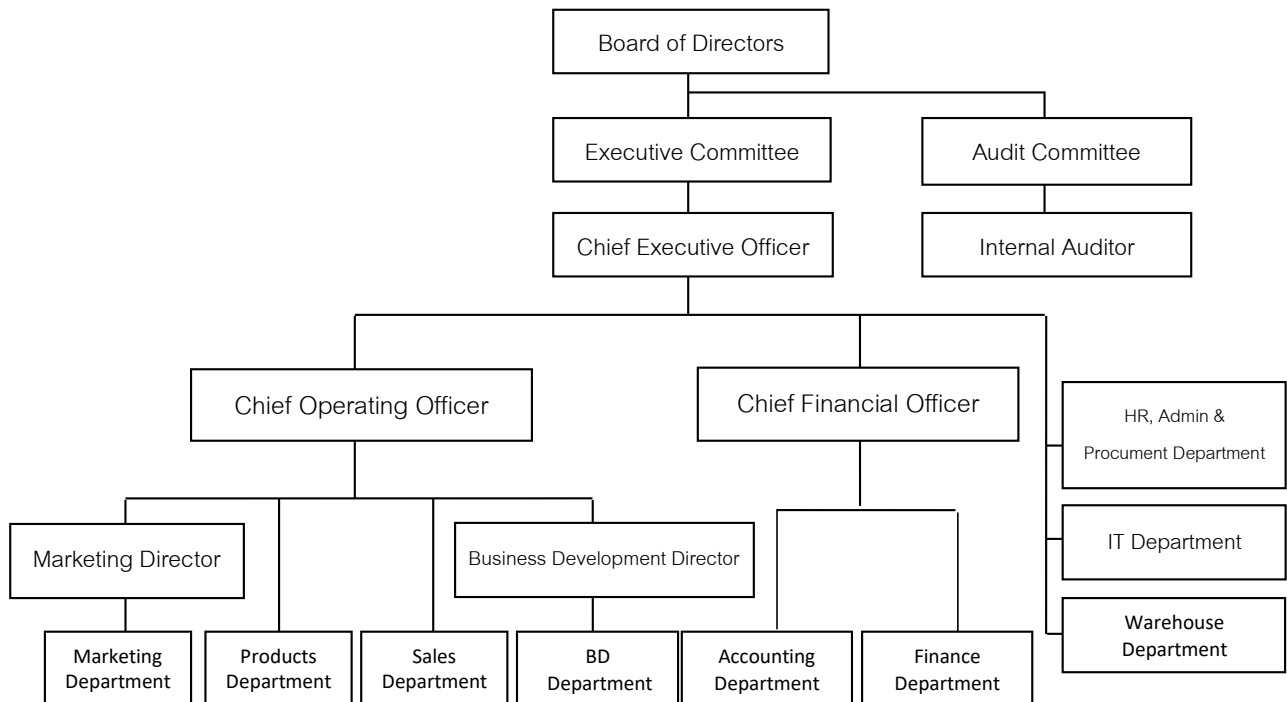 Board of Directors
Executive Committee
Audit Committee
Chief Executive Officer
Internal Auditor
Chief Operating Officer
Chief Financial Officer
HR, Admin &
Procument Department
Marketing Director
Business Development Director
IT Department
Marketing
Department
Products
Department
Sales
Department
BD
Department
Accounting
Department
Finance
Department
Warehouse
Department